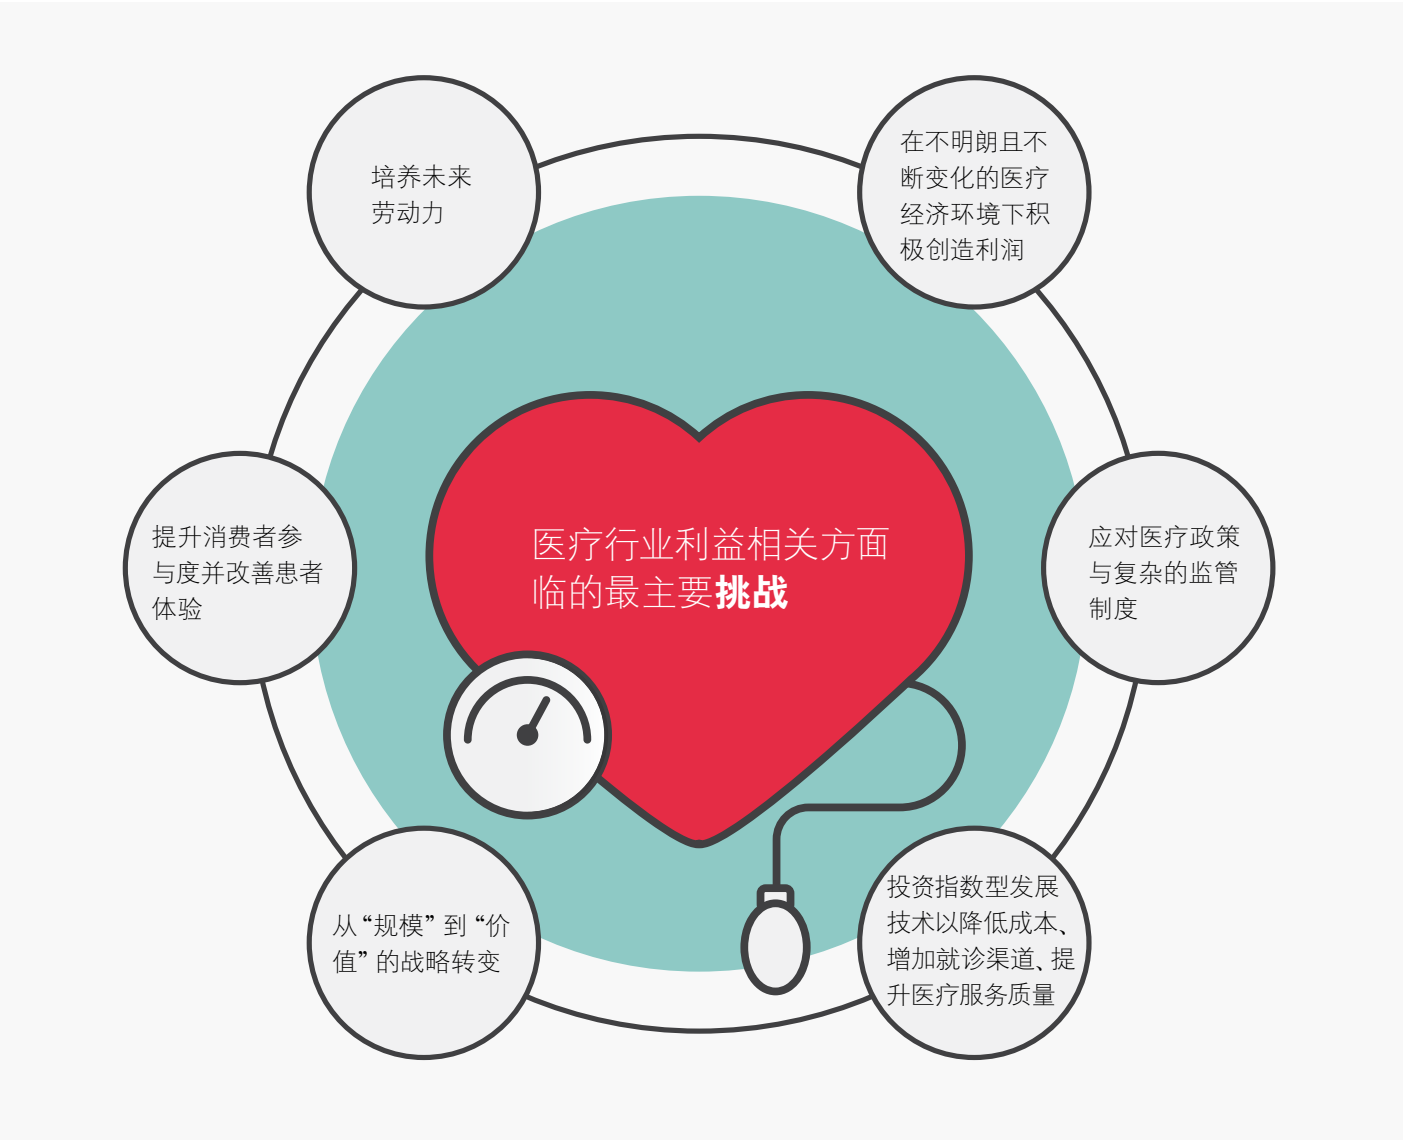 培养未来
劳动力
在不明朗且不
断变化的医疗
经济环境下积
极创造利润
医疗行业利益相关方面
临的最主要挑战
提升消费者参
与度并改善患者
体验
应对医疗政策
与复杂的监管
制度
从“规模”到“价
值”的战略转变
投资指数型发展
技术以降低成本、
增加就诊渠道、提
升医疗服务质量